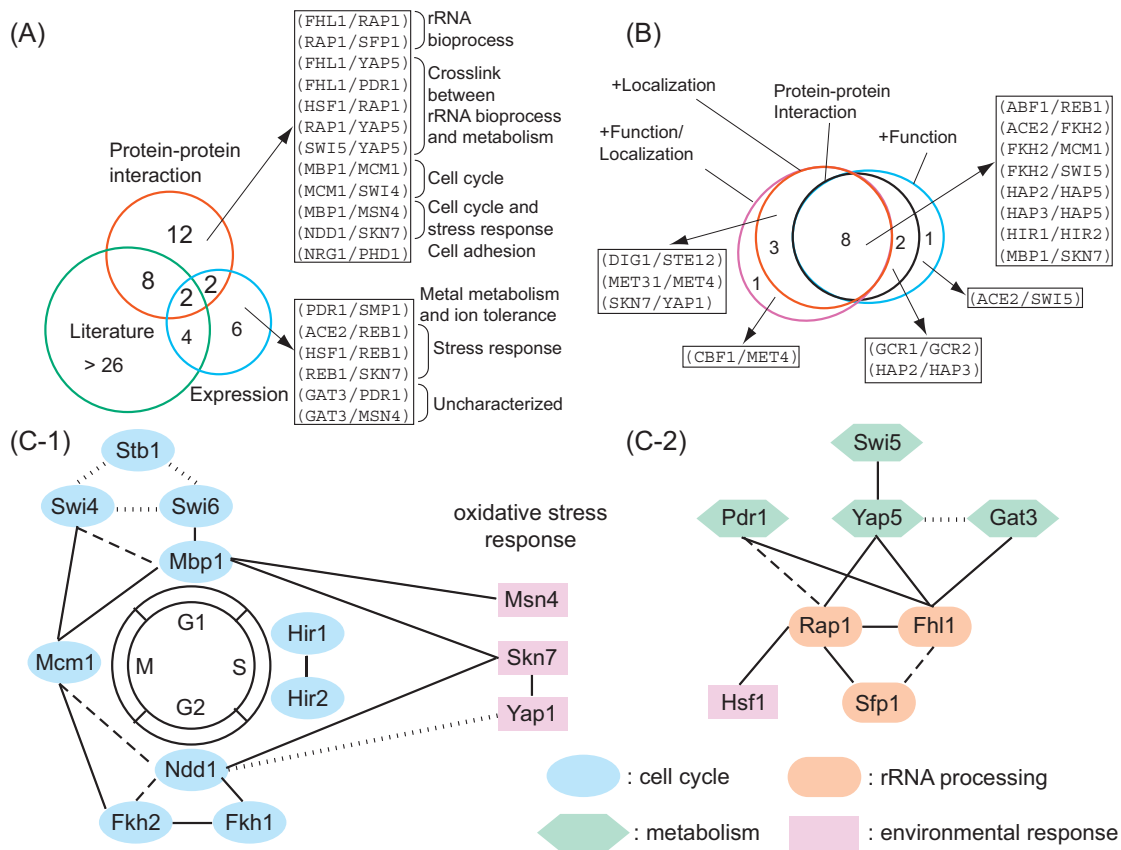 (A)
(FHL1/RAP1)
(RAP1/SFP1)
(FHL1/YAP5)
(FHL1/PDR1)
(HSF1/RAP1)
(RAP1/YAP5)
(SWI5/YAP5)
(MBP1/MCM1)
(MCM1/SWI4)
(MBP1/MSN4)
(NDD1/SKN7)
(NRG1/PHD1)
rRNA
bioprocess
Crosslink
between
rRNA bioprocess
and metabolism
Cell cycle
Cell cycle and
stress response
Cell adhesion
Protein-protein
interaction
12
8
2
2
4
6
Literature
> 26
Expression
(PDR1/SMP1)
(ACE2/REB1)
(HSF1/REB1)
(REB1/SKN7)
(GAT3/PDR1)
(GAT3/MSN4)
Metal metabolism
and ion tolerance
Stress response
Uncharacterized
(B)
+Localization
Protein-protein
Interaction
+Function/
Localization
+Function
3
8
2
1
1
(ABF1/REB1)
(ACE2/FKH2)
(FKH2/MCM1)
(FKH2/SWI5)
(HAP2/HAP5)
(HAP3/HAP5)
(HIR1/HIR2)
(MBP1/SKN7)
(DIG1/STE12)
(MET31/MET4)
(SKN7/YAP1)
(ACE2/SWI5)
(CBF1/MET4)
(GCR1/GCR2)
(HAP2/HAP3)
(C-1)
Stb1
Swi4
Swi6
Mbp1
oxidative stress
response
Msn4
G1
Hir1
Mcm1
M
S
Skn7
Hir2
G2
Yap1
Ndd1
Fkh2
Fkh1
(C-2)
Swi5
Pdr1
Yap5
Gat3
Rap1
Fhl1
Hsf1
Sfp1
: cell cycle
: rRNA processing
: metabolism
: environmental response